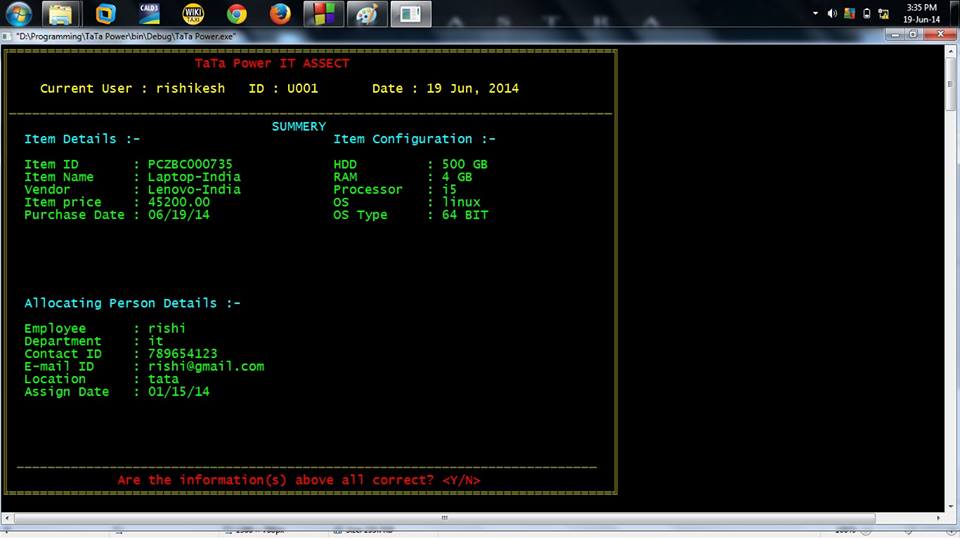 CALD3
WIKI TAXI
A S T R A
3:35 PM
19-Jun-14
"D:\Programming\TaTa Power\bin\Debug\TaTa Power.exe"
TaTa Power IT ASSECT
Current User : rishikesh ID : U001 Date : 19 Jun, 2014
SUMMERY
Item Details :- Item Configuration :-
Item ID : PCZBC000735 HDD : 500 GB
Item Name : Laptop-India RAM : 4 GB
Vendor : Lenovo-India Processor : i5
Item price : 45200.00 OS : linux
Purchase Date : 06/19/14 OS Type : 64 BIT
Allocating Person Details :-
Employee : rishi
Department : it
Contact ID : 789654123
E-mail ID : rishi@gmail.com
Location : tata
Assign Date : 01/15/14
Are the information(s) above all correct? <Y/N>